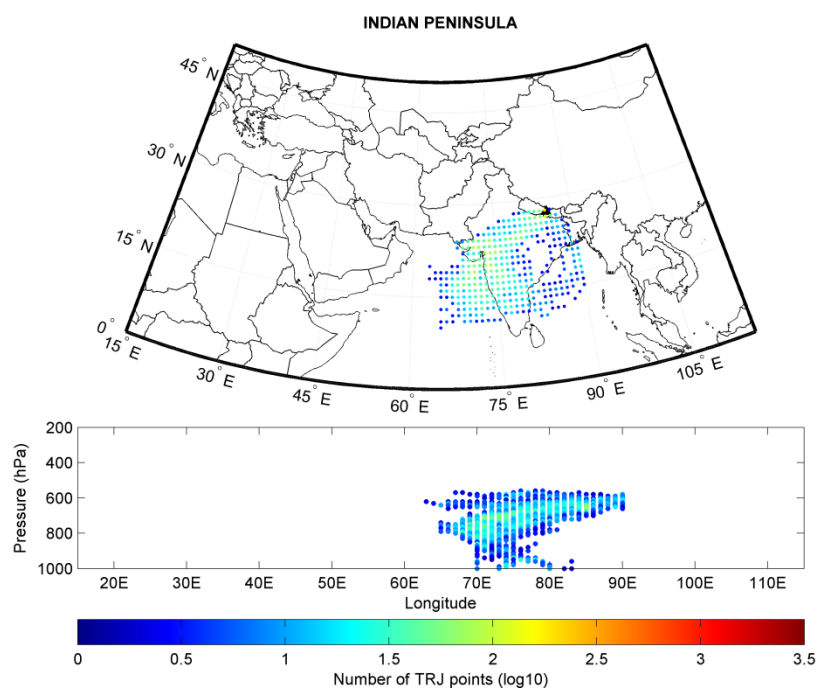 INDIAN PENINSULA
45° N
30° N
15° N
0°
15° E
30° E
45° E
60° E
75° E
90° E
105° E
200
400
600
800
1000
Pressure (hPa)
20E 30E 40E 50E 60E 70E 80E 90E 100E 110E
Longitude
0 0.5 1 1.5 2 2.5 3 3.5
Number of TRJ points (log10)